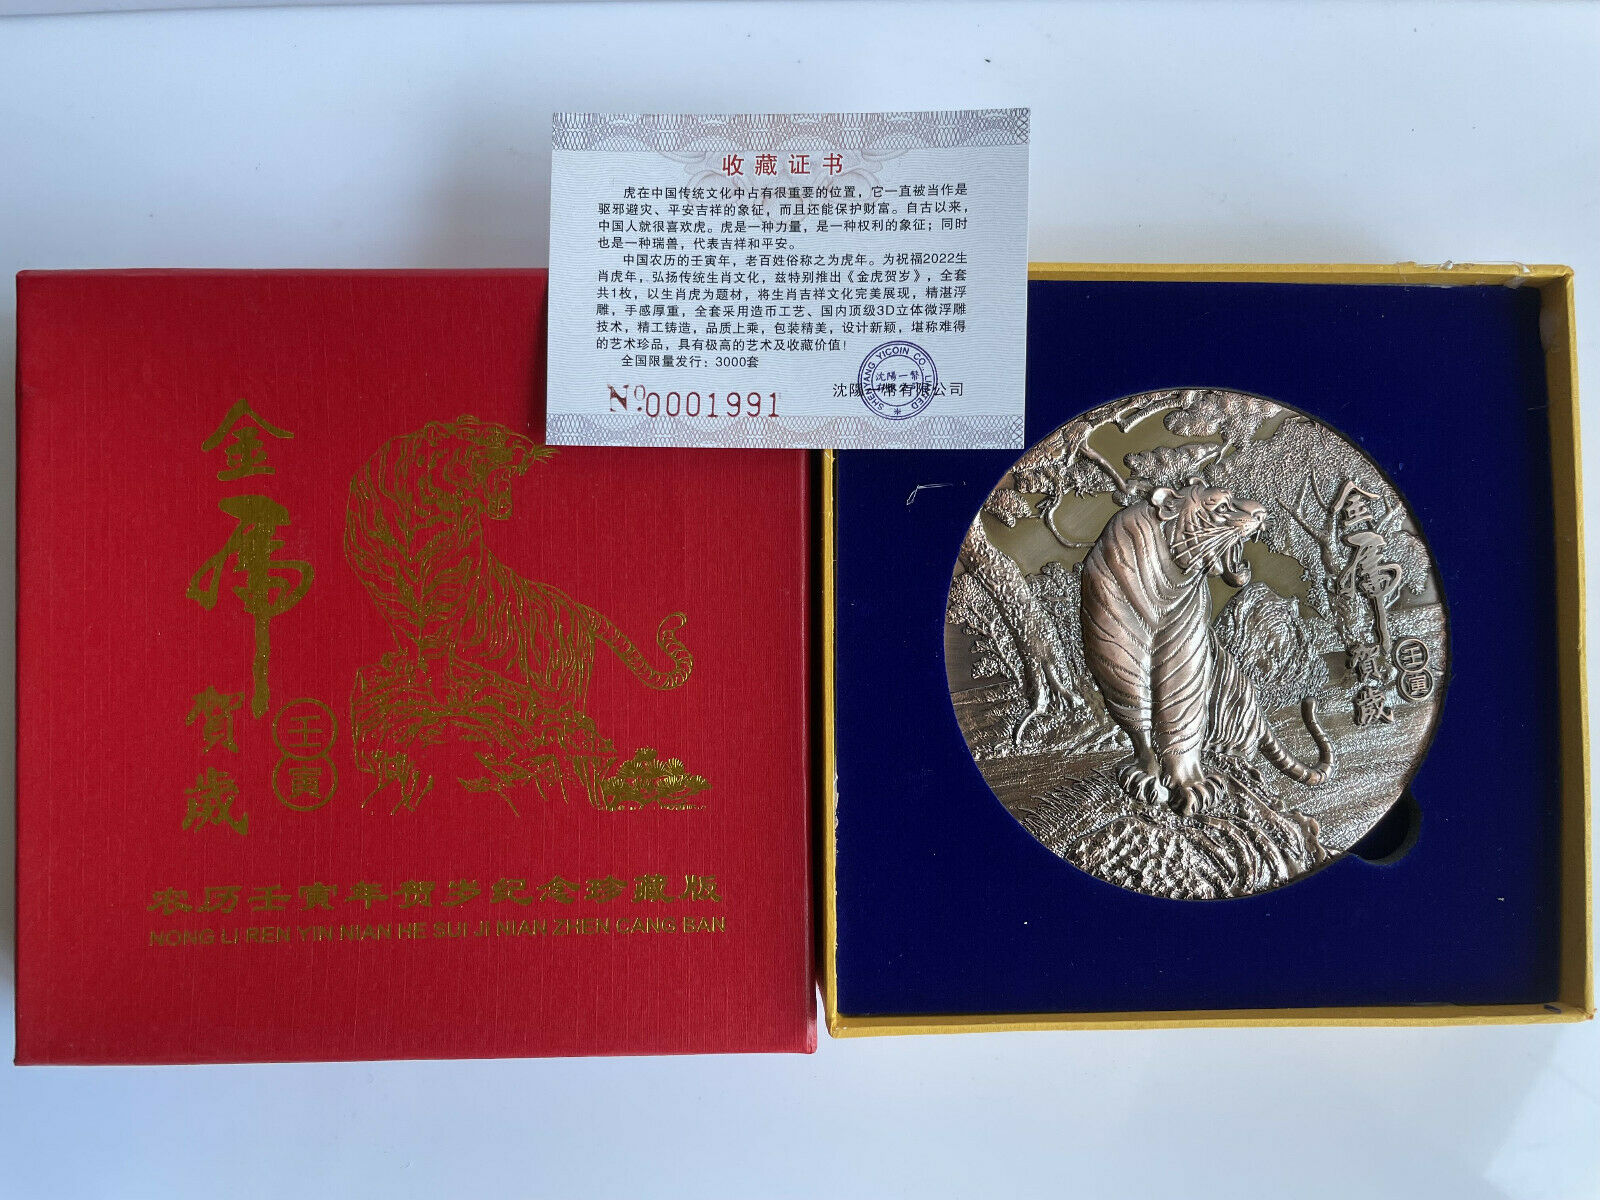 收藏证书
虎在中国传统文化中占有很重要的位置，它一直被当作是
驱邪避灾、平安吉祥的象征，而且还能保护财富。自古以来，
中国人就很喜欢虎。虎是一种力量，是一种权利的象征；同时
也是一种瑞兽，代表吉祥和平安。
中国农历的壬寅年，老百姓俗称之为虎年。为祝福2022生
肖虎年，弘扬传统生肖文化，兹特别推出《金虎贺岁》，全套
共1枚，以生肖虎为题材，将生肖吉祥文化完美展现，精湛浮
雕，手感厚重，全套采用造币工艺、国内顶级3D立体微浮雕
技术，精工铸造，品质上乘，包装精美，设计新颖，堪称难得
的艺术珍品，具有极高的艺术及收藏价值！
全国限量发行：3000套
No.0001991
沈陽一幣有限公司
SHENYANG YICOIN CO., LIMITED
沈陽一幣
金
虎
賀
歲
壬
寅
农历壬寅年贺岁纪念珍藏版
NONG LI REN YIN NIAN HE SUI JI NIAN ZHEN CANG BAN
金
虎
賀
歲
壬
寅